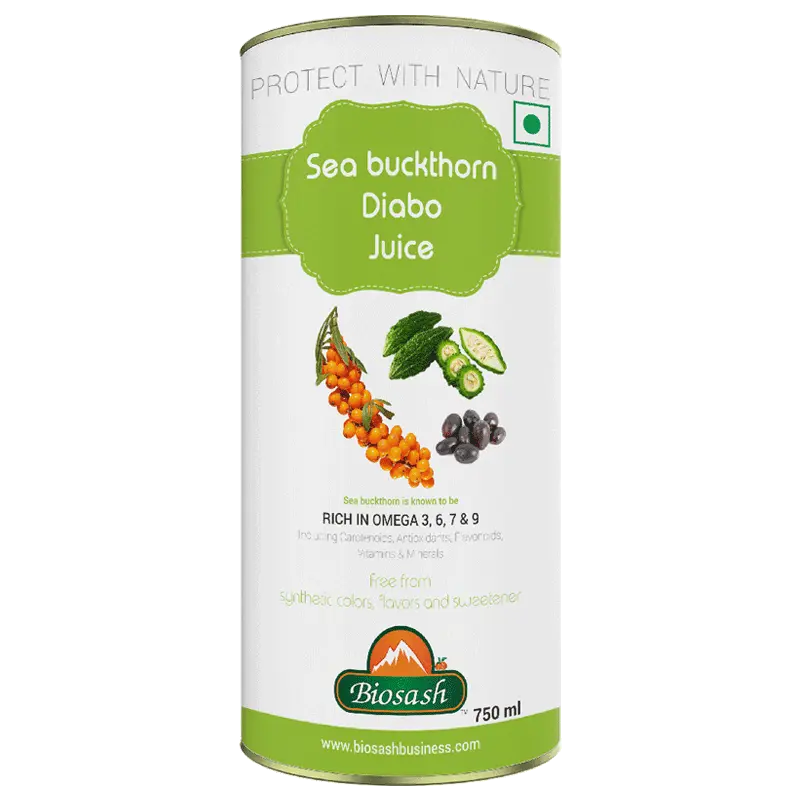 PROTECT WITH NATURE
Sea buckthorn
Diabo
Juice
Sea buckthorn is known to be
RICH IN OMEGA 3, 6, 7 & 9
Including Carotenoids, Antioxidants, Flavonoids,
Vitamins & Minerals
Free from
synthetic colors, flavors and sweetener
Biosash
TM
750 ml
www.biosashbusiness.com